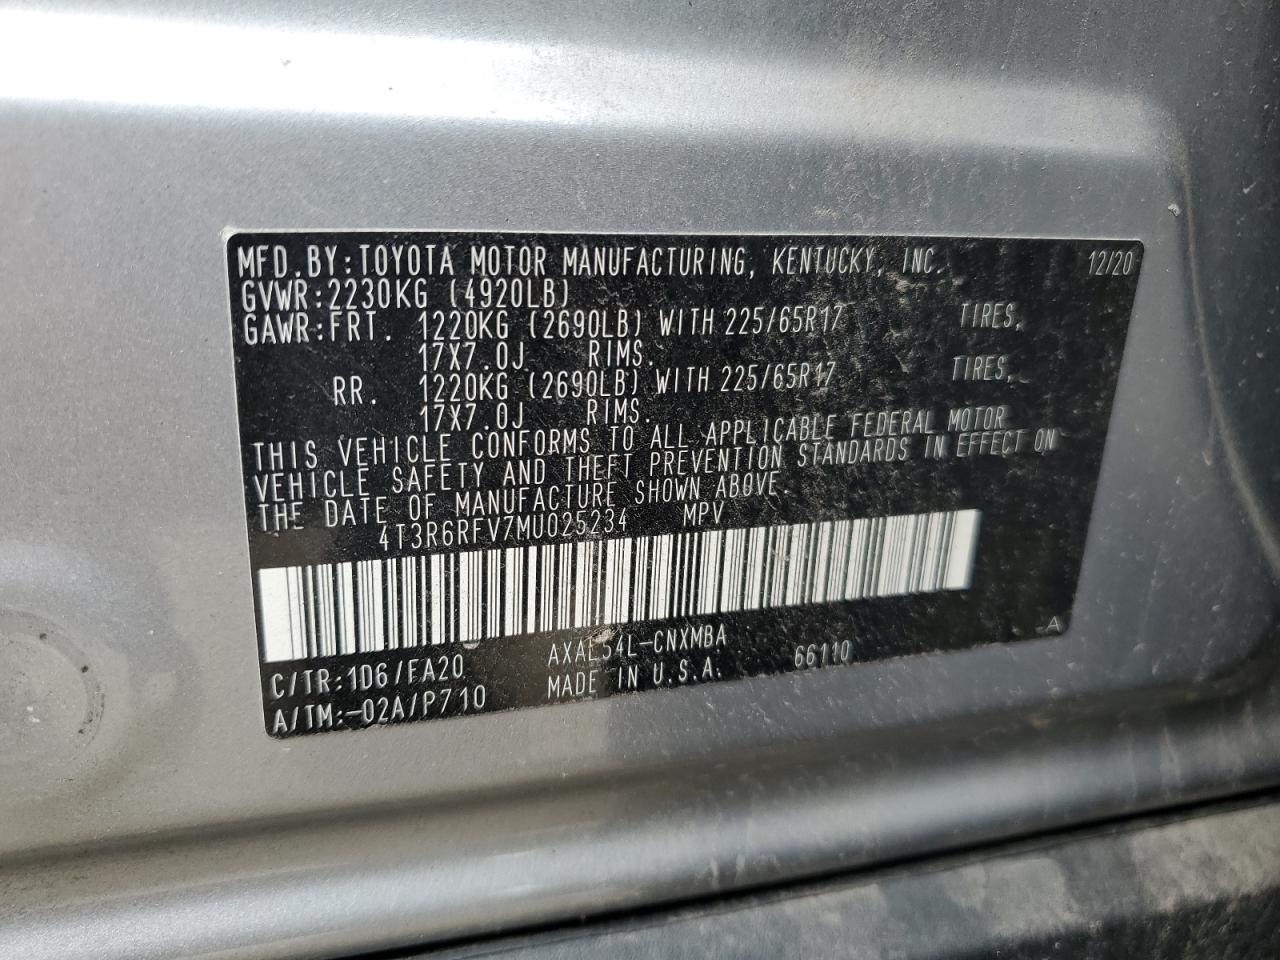 MFD.BY:TOYOTA MOTOR MANUFACTURING, KENTUCKY, INC. 12/20
GVWR:2230KG (4920LB)
GAWR:FRT. 1220KG (2690LB) WITH 225/65R17 TIRES,
17X7.0J RIMS.
RR. 1220KG (2690LB) WITH 225/65R17 TIRES,
17X7.0J RIMS.
THIS VEHICLE CONFORMS TO ALL APPLICABLE FEDERAL MOTOR
VEHICLE SAFETY AND THEFT PREVENTION STANDARDS IN EFFECT ON
THE DATE OF MANUFACTURE SHOWN ABOVE.
4T3R6RFV7MU025234 MPV
C/TR:1D6/FA20 AXAL54L-CNXMBA A
A/TM:-02A/P710 MADE IN U.S.A. 66110